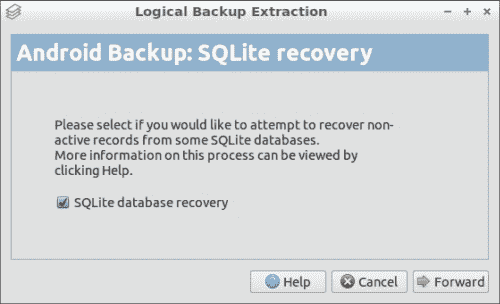 Logical Backup Extraction
Android Backup: SQLite recovery
Please select if you would like to attempt to recover non-
active records from some SQLite databases.
More information on this process can be viewed by
clicking Help.
SQLite database recovery
Help
Cancel
Forward